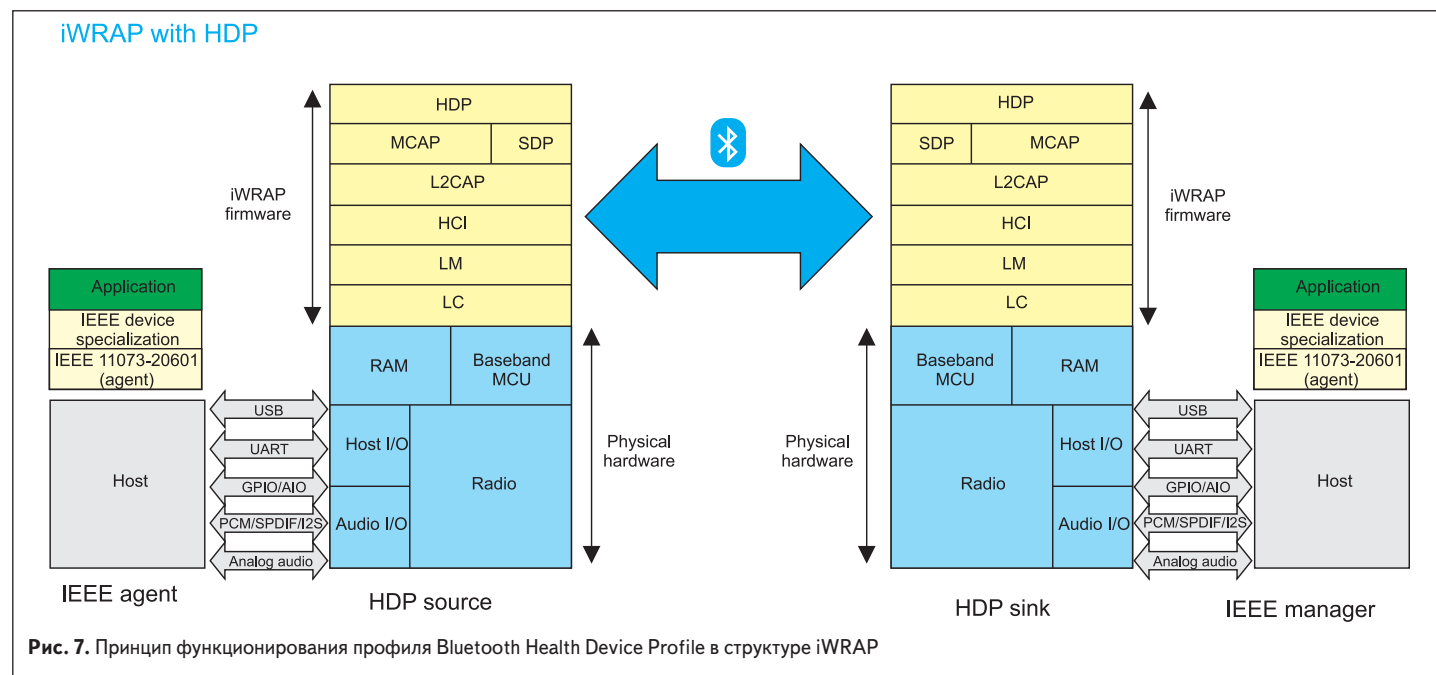 iWRAP with HDP
HDP
MCAP
SDP
L2CAP
HCI
LM
LC
iWRAP
firmware
Application
IEEE device
specialization
IEEE 11073-20601
(agent)
Host
USB
UART
GPIO/AIO
PCM/SPDIF/I2S
Analog audio
RAM
Baseband
MCU
Host I/O
Radio
Audio I/O
Physical
hardware
IEEE agent
HDP source
HDP
SDP
MCAP
L2CAP
HCI
LM
LC
iWRAP
firmware
Baseband
MCU
RAM
Radio
Host I/O
Audio I/O
Physical
hardware
USB
UART
GPIO/AIO
PCM/SPDIF/I2S
Analog audio
Application
IEEE device
specialization
IEEE 11073-20601
(agent)
Host
HDP sink
IEEE manager
Рис. 7. Принцип функционирования профиля Bluetooth Health Device Profile в структуре iWRAP